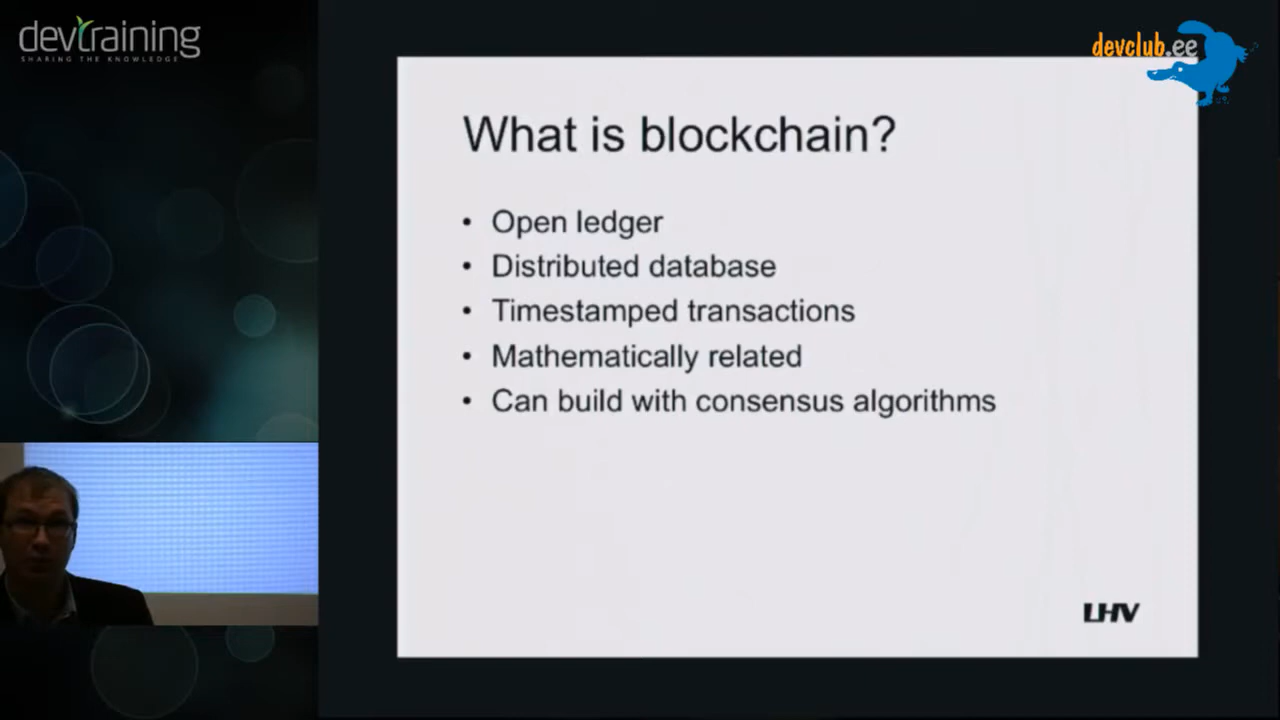 devtraining
SHARING THE KNOWLEDGE
devclub.ee
What is blockchain?
• Open ledger
• Distributed database
• Timestamped transactions
• Mathematically related
• Can build with consensus algorithms
LHV